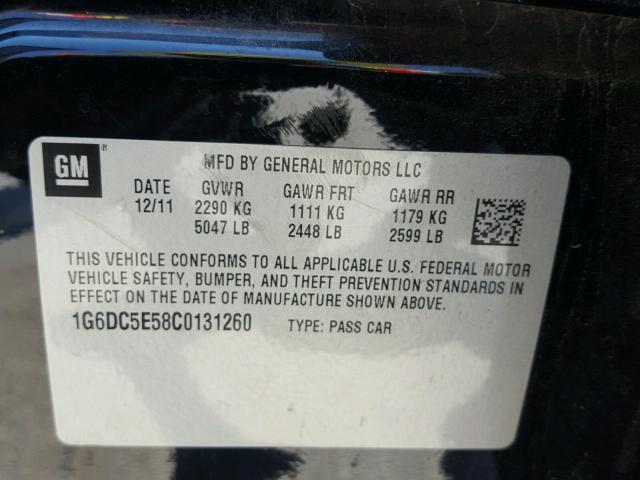 GM ®
MFD BY GENERAL MOTORS LLC
DATE GVWR GAWR FRT GAWR RR
12/11 2290 KG 1111 KG 1179 KG
5047 LB 2448 LB 2599 LB
THIS VEHICLE CONFORMS TO ALL APPLICABLE U.S. FEDERAL MOTOR
VEHICLE SAFETY, BUMPER, AND THEFT PREVENTION STANDARDS IN
EFFECT ON THE DATE OF MANUFACTURE SHOWN ABOVE.
1G6DC5E58C0131260 TYPE: PASS CAR